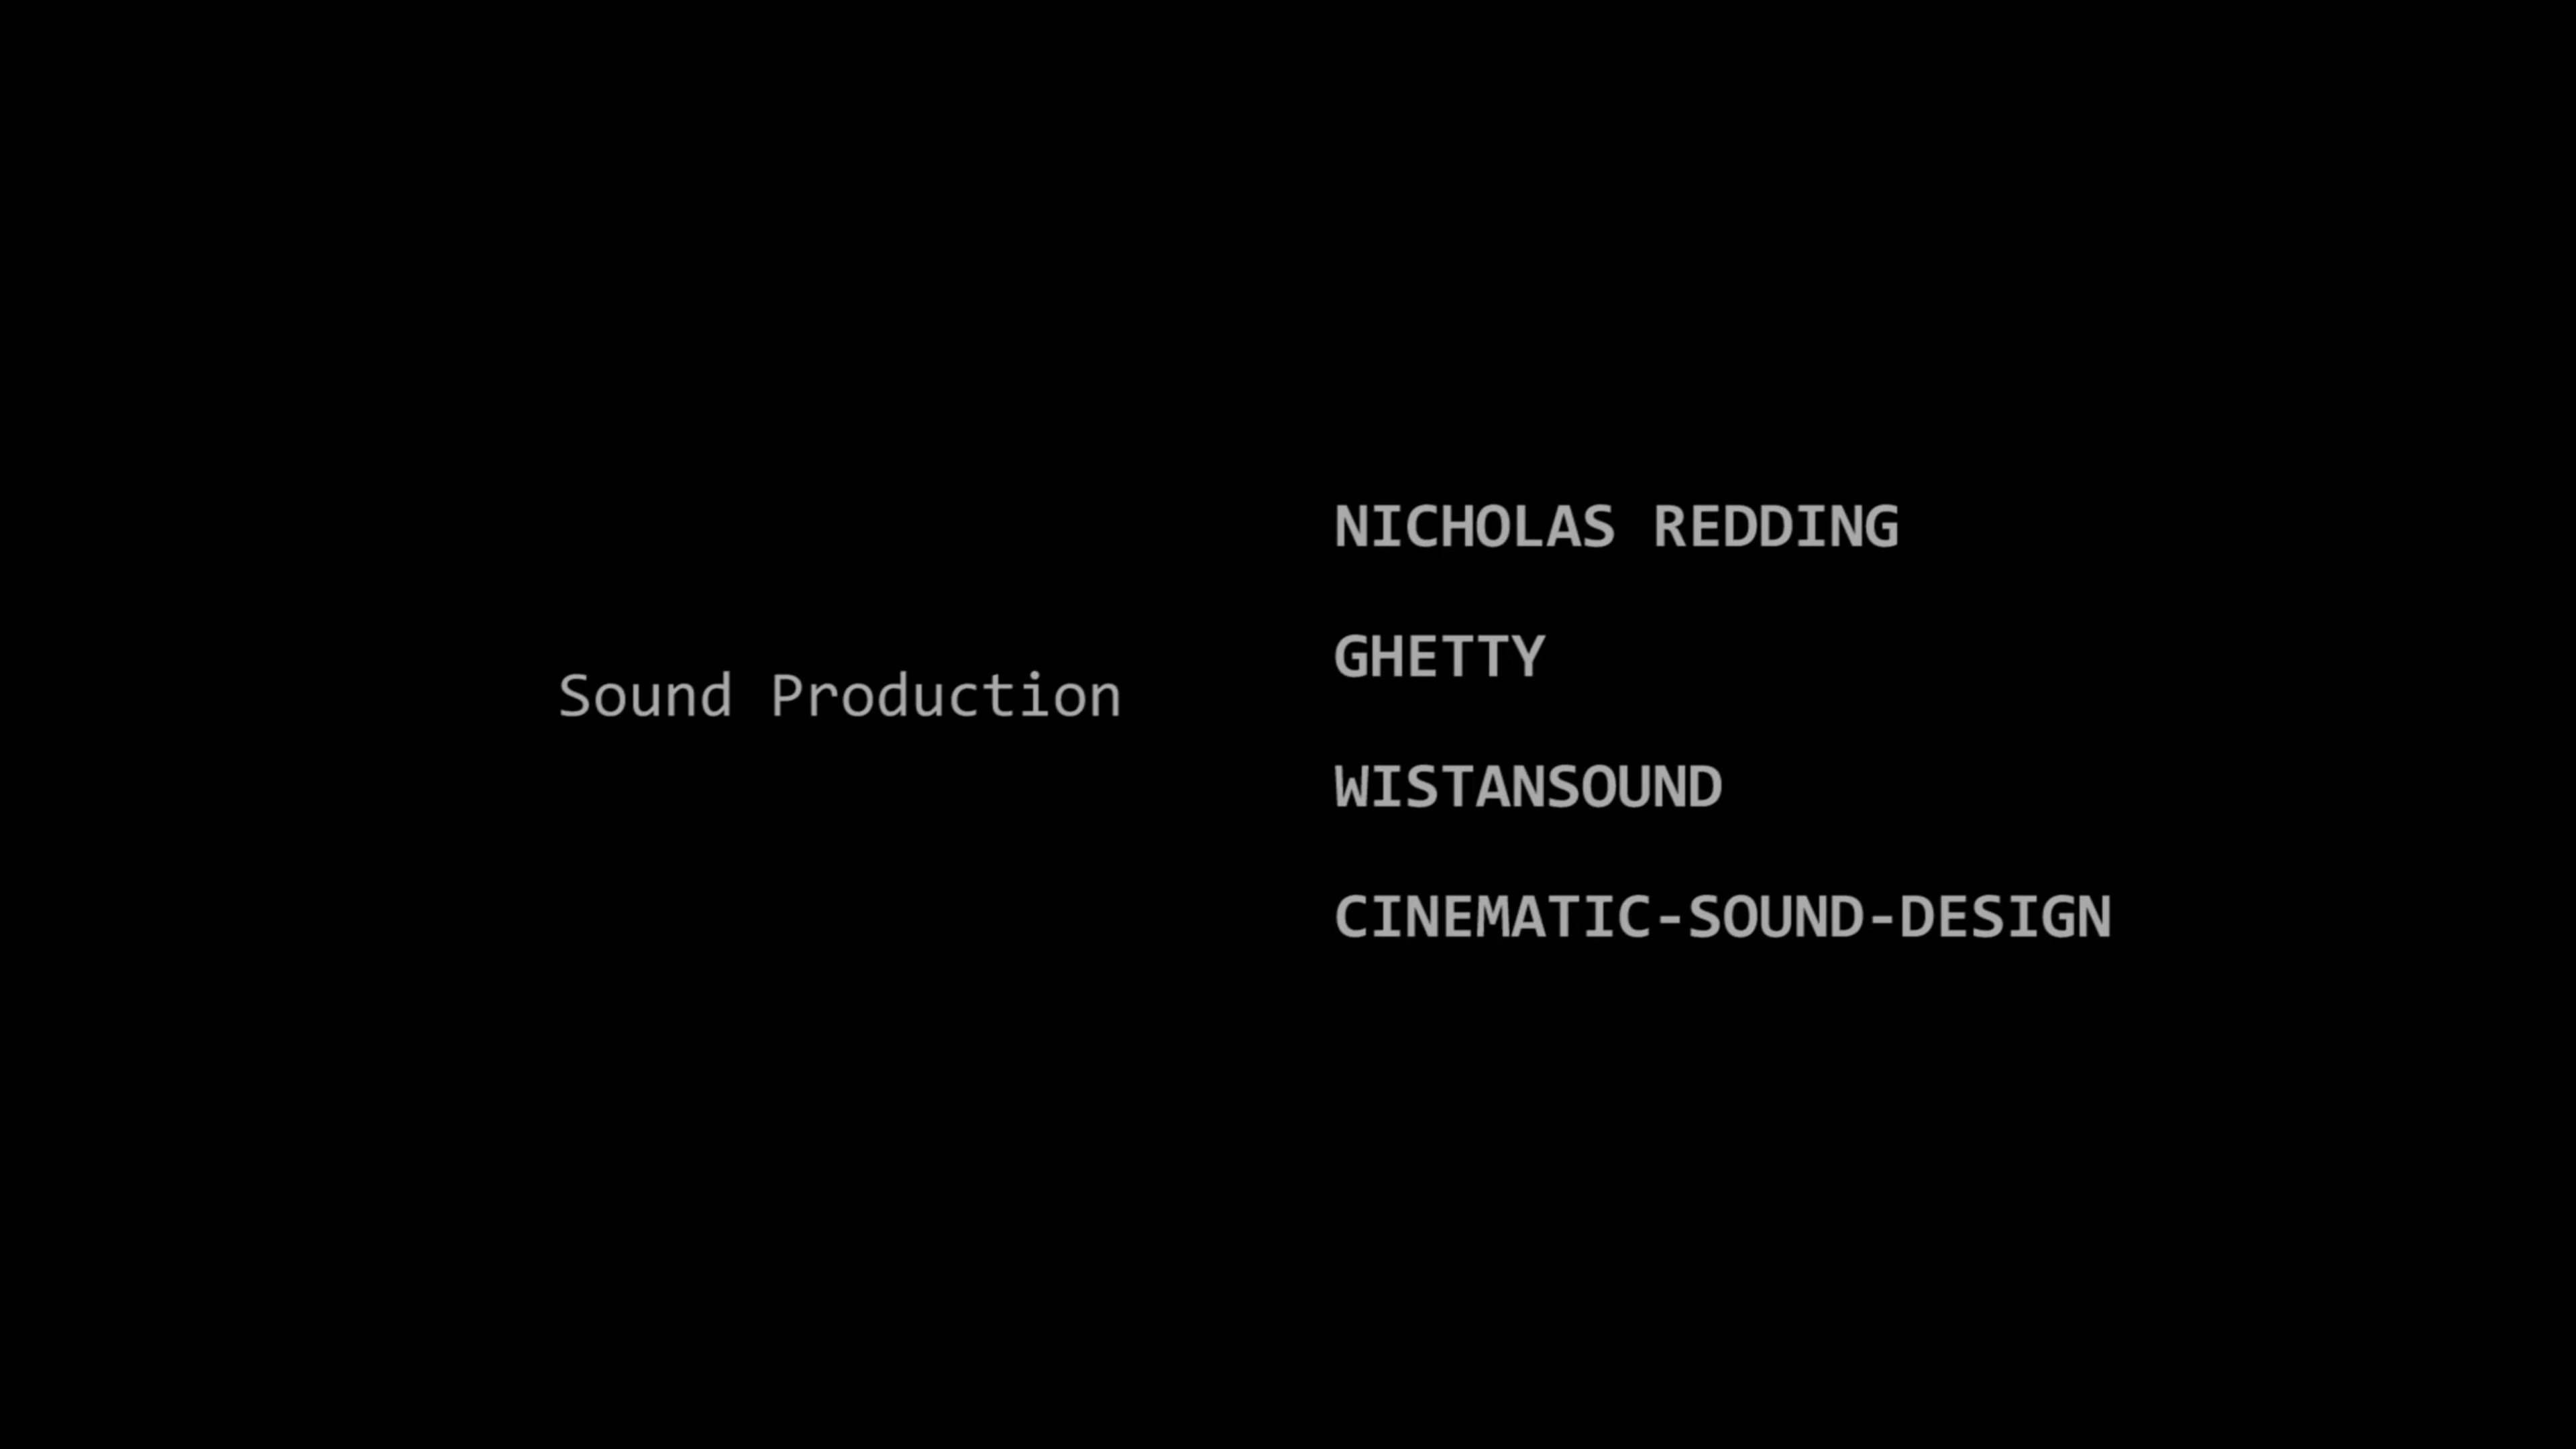 Sound Production
NICHOLAS REDDING
GHETTY
WISTANSOUND
CINEMATIC-SOUND-DESIGN